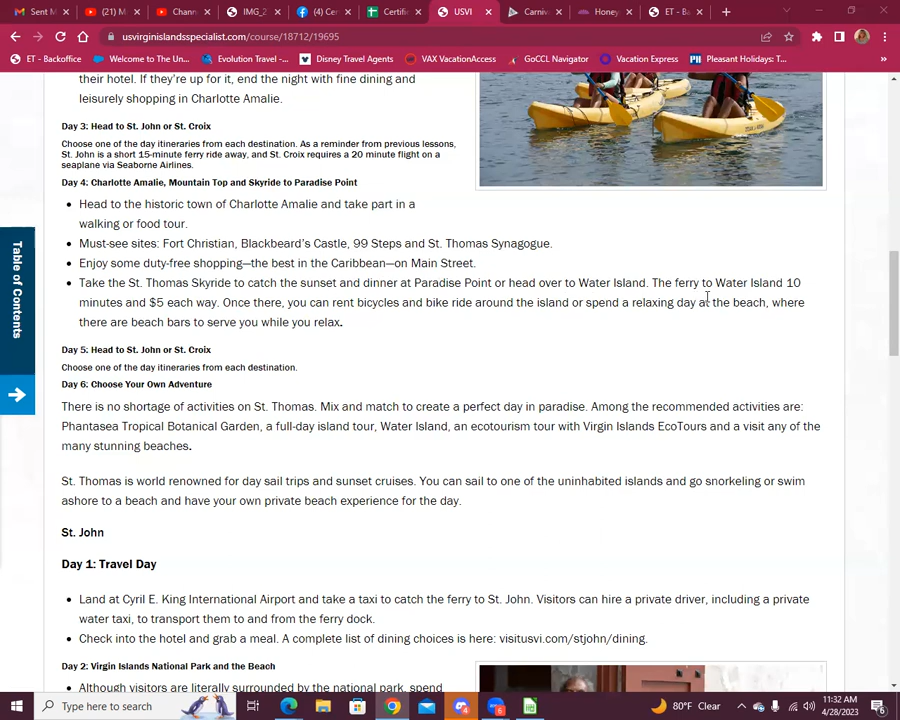 Sent M
(21) M
Chann
IMG_2
(4) Ce
Certific
USVI
Carniv
Honey
ET - Ba
usvirginislandsspecialist.com/course/18712/19695
ET - Backoffice
Welcome to The Un...
Evolution Travel -...
Disney Travel Agents
VAX VacationAccess
GoCCL Navigator
Vacation Express
Pleasant Holidays: T...
their hotel. If they're up for it, end the night with fine dining and
leisurely shopping in Charlotte Amalie.
Day 3: Head to St. John or St. Croix
Choose one of the day itineraries from each destination. As a reminder from previous lessons,
St. John is a short 15-minute ferry ride away, and St. Croix requires a 20 minute flight on a
seaplane via Seaborne Airlines.
Day 4: Charlotte Amalie, Mountain Top and Skyride to Paradise Point
Head to the historic town of Charlotte Amalie and take part in a
walking or food tour.
Must-see sites: Fort Christian, Blackbeard's Castle, 99 Steps and St. Thomas Synagogue.
Enjoy some duty-free shopping—the best in the Caribbean—on Main Street.
Take the St. Thomas Skyride to catch the sunset and dinner at Paradise Point or head over to Water Island. The ferry to Water Island 10
minutes and $5 each way. Once there, you can rent bicycles and bike ride around the island or spend a relaxing day at the beach, where
there are beach bars to serve you while you relax.
Day 5: Head to St. John or St. Croix
Choose one of the day itineraries from each destination.
Day 6: Choose Your Own Adventure
There is no shortage of activities on St. Thomas. Mix and match to create a perfect day in paradise. Among the recommended activities are:
Phantasea Tropical Botanical Garden, a full-day island tour, Water Island, an ecotourism tour with Virgin Islands EcoTours and a visit any of the
many stunning beaches.
St. Thomas is world renowned for day sail trips and sunset cruises. You can sail to one of the uninhabited islands and go snorkeling or swim
ashore to a beach and have your own private beach experience for the day.
St. John
Day 1: Travel Day
Land at Cyril E. King International Airport and take a taxi to catch the ferry to St. John. Visitors can hire a private driver, including a private
water taxi, to transport them to and from the ferry dock.
Check into the hotel and grab a meal. A complete list of dining choices is here: visitusvi.com/stjohn/dining.
Day 2: Virgin Islands National Park and the Beach
Although visitors are literally surrounded by the national park, spend
Table of Contents
Type here to search
80°F Clear
11:32 AM
4/28/2023